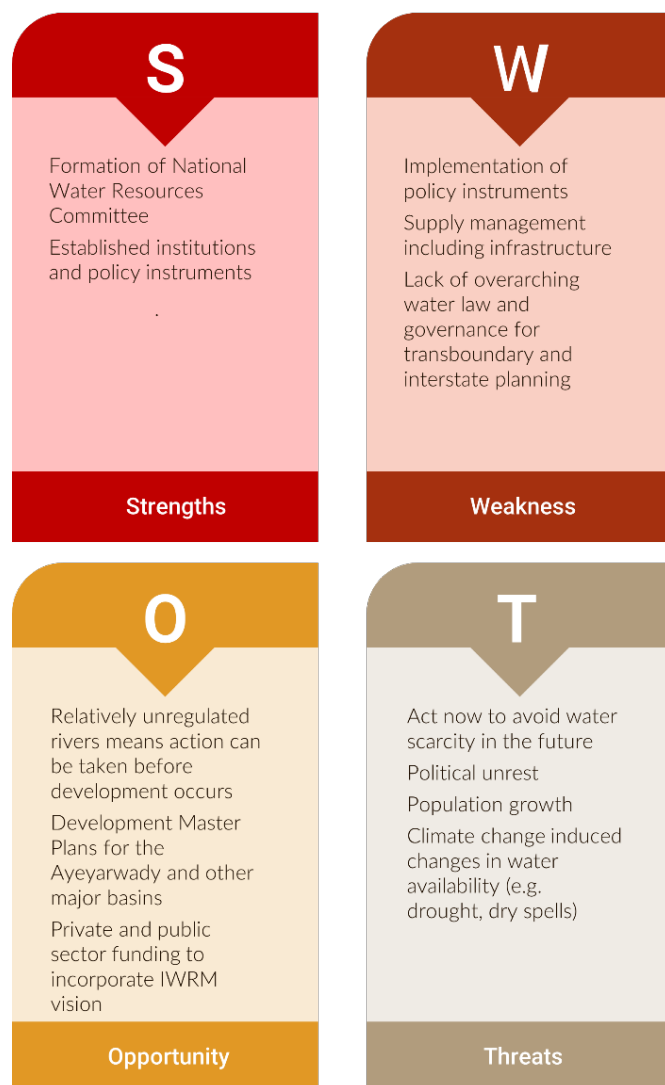 S
Formation of National
Water Resources
Committee
Established institutions
and policy instruments
.
Strengths
W
Implementation of
policy instruments
Supply management
including infrastructure
Lack of overarching
water law and
governance for
transboundary and
interstate planning
Weakness
O
Relatively unregulated
rivers means action can
be taken before
development occurs
Development Master
Plans for the
Ayeyarwady and other
major basins
Private and public
sector funding to
incorporate IWRM
vision
Opportunity
T
Act now to avoid water
scarcity in the future
Political unrest
Population growth
Climate change induced
changes in water
availability (e.g.
drought, dry spells)
Threats